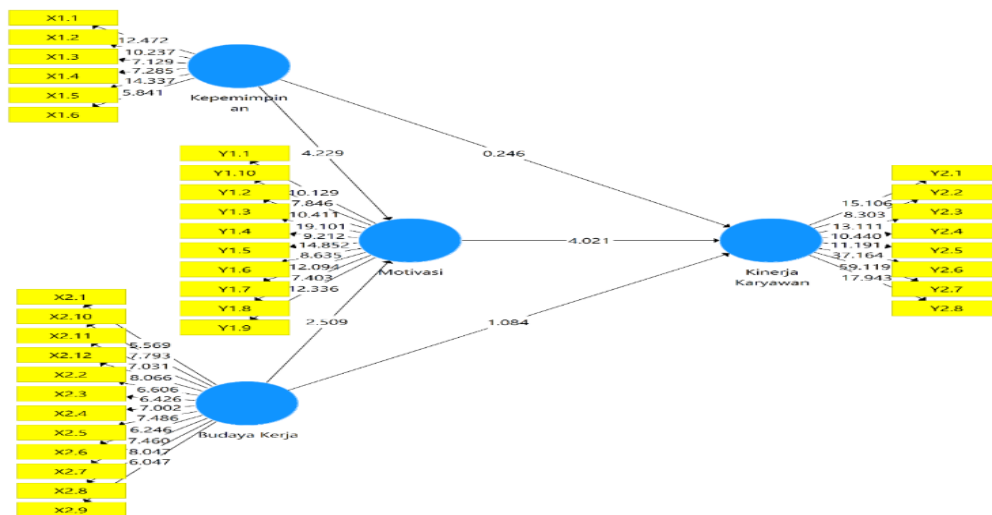 X1.1
X1.2
X1.3
X1.4
X1.5
X1.6
12.472
10.237
7.129
7.285
14.337
5.841
Kepemimpin
an
4.229
0.246
Y1.1
Y1.10
Y1.2
Y1.3
Y1.4
Y1.5
Y1.6
Y1.7
Y1.8
Y1.9
10.129
7.846
10.411
19.101
9.212
14.852
8.635
12.094
7.403
12.336
Motivasi
4.021
Y2.1
Y2.2
Y2.3
Y2.4
Y2.5
Y2.6
Y2.7
Y2.8
15.106
8.303
13.111
10.440
11.191
37.164
59.119
17.943
Kinerja
Karyawan
2.509
1.084
X2.1
X2.10
X2.11
X2.12
X2.2
X2.3
X2.4
X2.5
X2.6
X2.7
X2.8
X2.9
5.569
7.793
7.031
8.066
6.606
6.426
7.002
7.486
6.246
7.460
8.047
6.047
Budaya Kerja